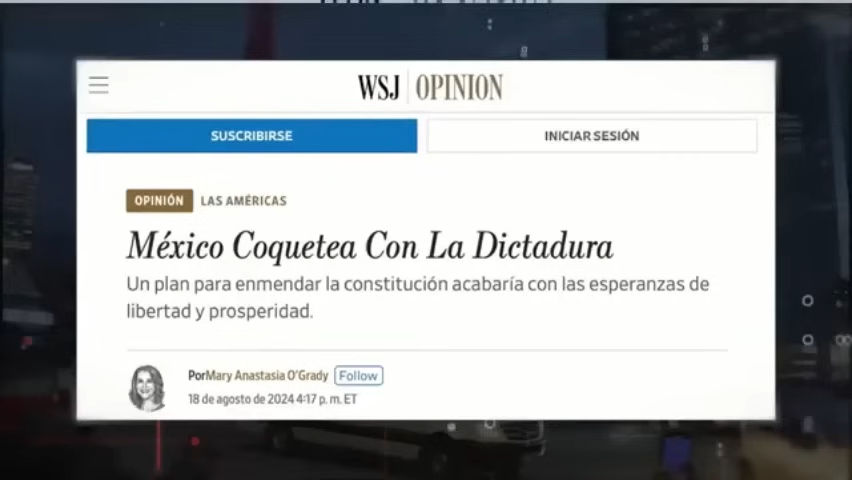 WSJ OPINION
SUSCRIBIRSE
INICIAR SESIÓN
OPINIÓN LAS AMÉRICAS
México Coquetea Con La Dictadura
Un plan para enmendar la constitución acabaría con las esperanzas de
libertad y prosperidad.
PorMary Anastasia O'Grady Follow
18 de agosto de 2024 4:17 p. m. ET